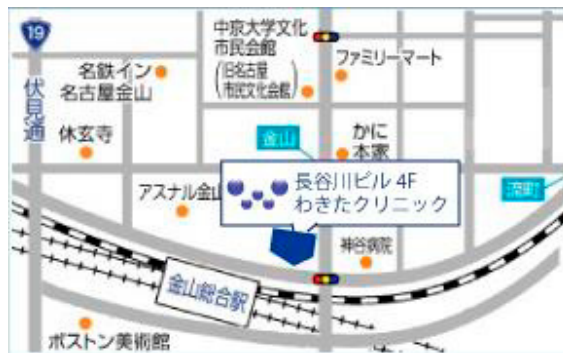 19
伏見通
中京大学文化
市民会館
(旧名古屋
市民文化会館)
ファミリーマート
名鉄イン
名古屋金山
休玄寺
金山
かに
本家
長谷川ビル 4F
わきたクリニック
アスナル金山
沢町
神谷病院
金山総合駅
ボストン美術館